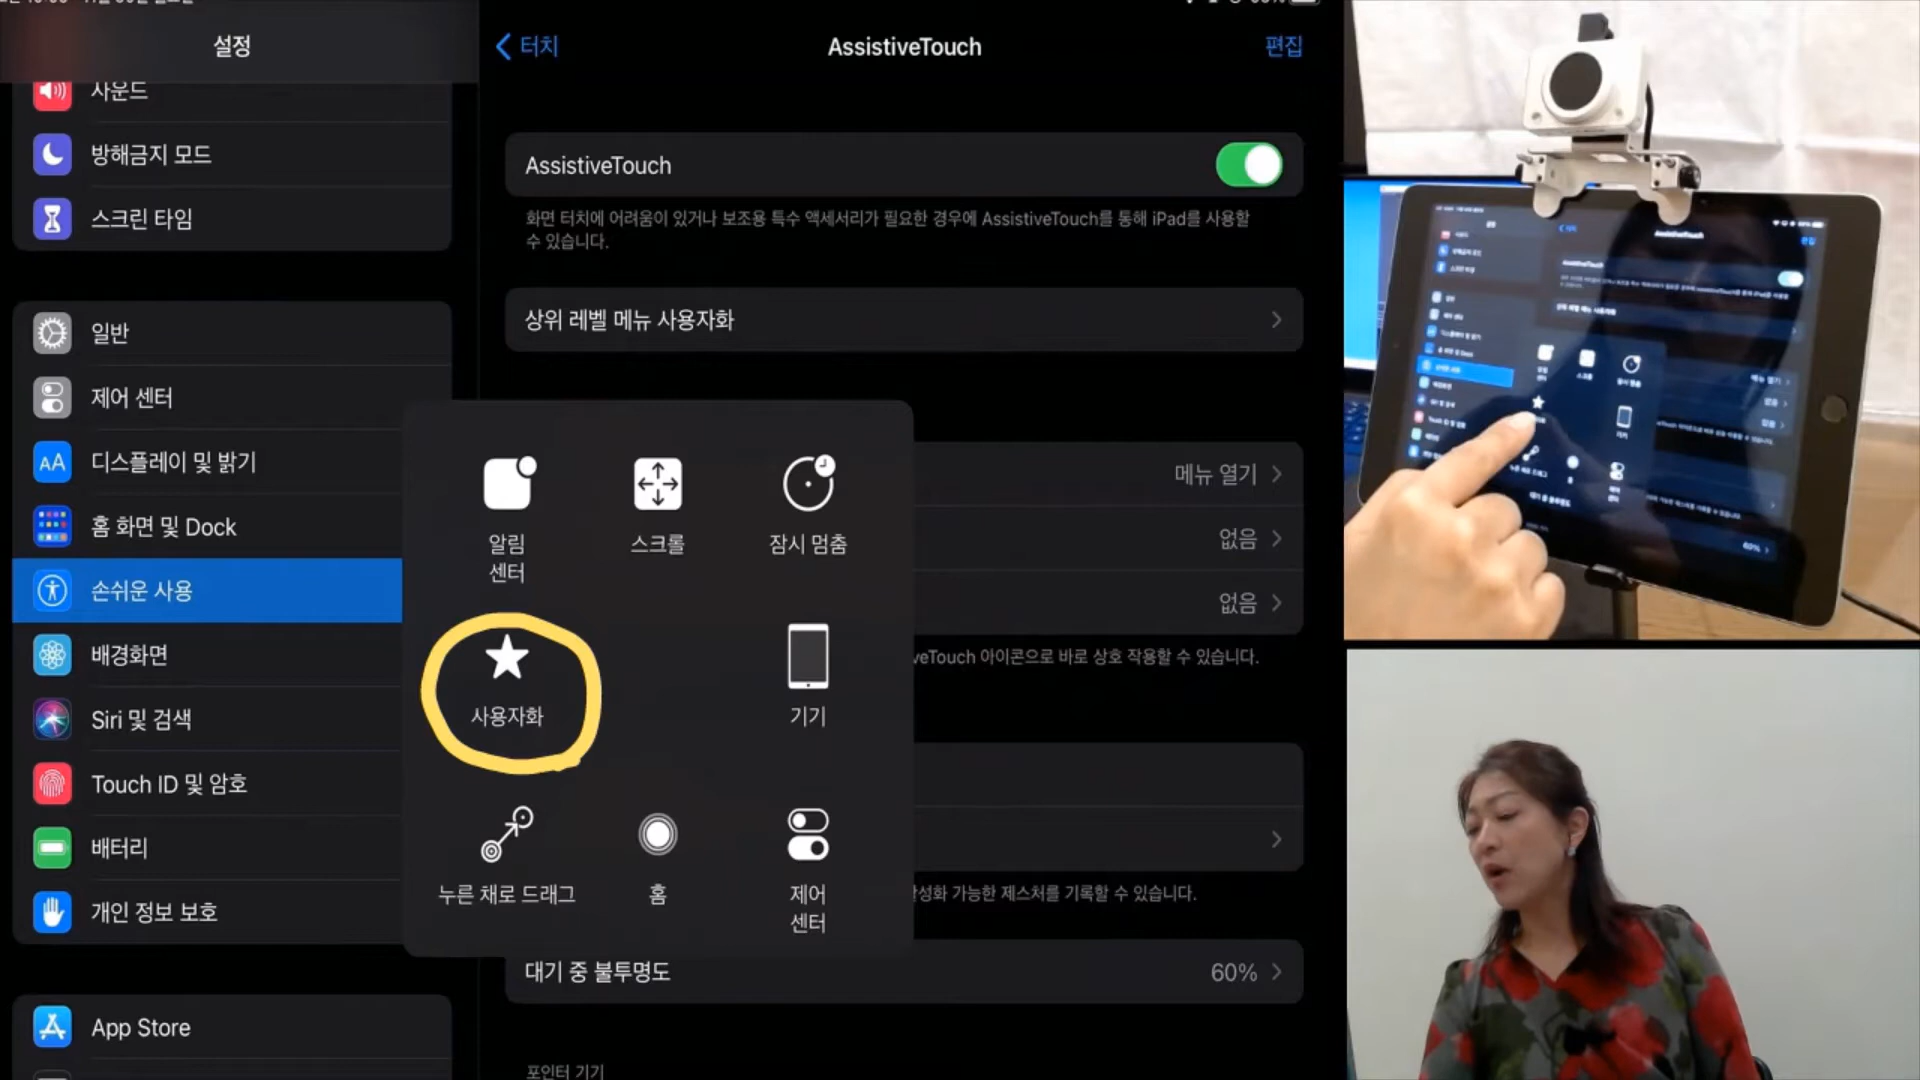 설정
사운드
방해금지 모드
스크린 타임
일반
제어 센터
디스플레이 및 밝기
홈 화면 및 Dock
손쉬운 사용
배경화면
Siri 및 검색
Touch ID 및 암호
배터리
개인 정보 보호
App Store
터치
AssistiveTouch
편집
AssistiveTouch
화면 터치에 어려움이 있거나 보조용 특수 액세서리가 필요한 경우에 AssistiveTouch를 통해 iPad를 사용할
수 있습니다.
상위 레벨 메뉴 사용자화
메뉴 열기
없음
없음
아이콘으로 바로 상호 작용할 수 있습니다.
가능한 제스처를 기록할 수 있습니다.
알림
센터
스크롤
잠시 멈춤
사용자화
기기
누른 채로 드래그
홈
제어
센터
대기 중 불투명도
60%
포인터 기기